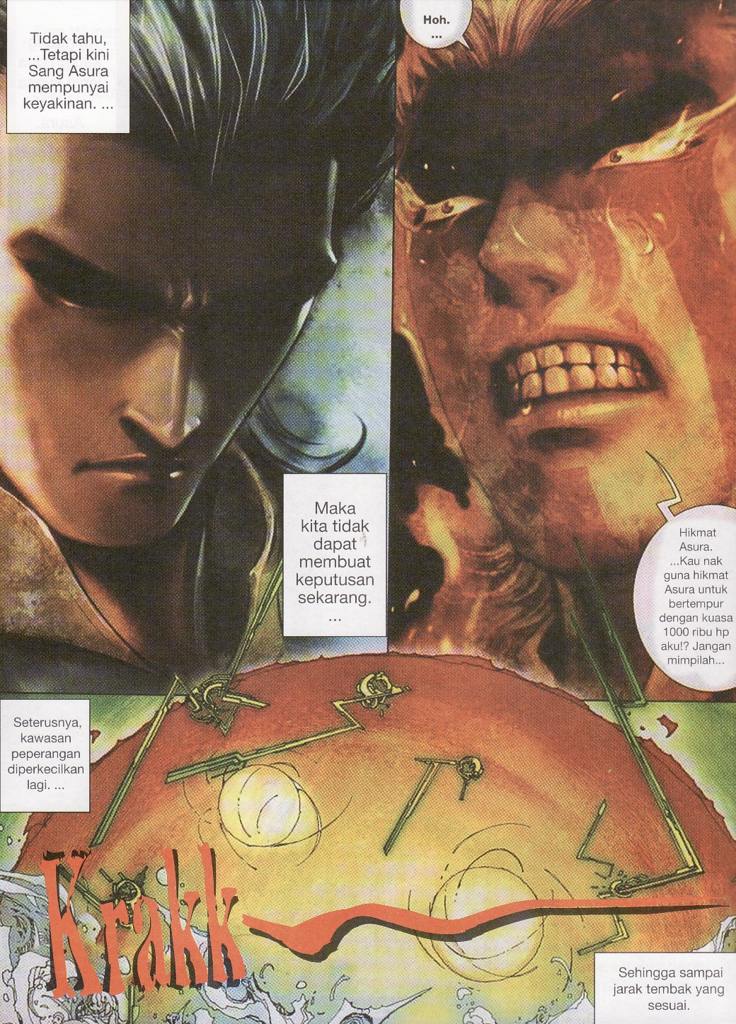 Tidak tahu,
...Tetapi kini
Sang Asura
mempunyai
keyakinan. ...
Hoh.
...
Maka
kita tidak
dapat
membuat
keputusan
sekarang.
...
Hikmat
Asura.
...Kau nak
guna hikmat
Asura untuk
bertempur
dengan kuasa
1000 ribu hp
aku!? Jangan
mimpilah...
Seterusnya,
kawasan
peperangan
diperkecilkan
lagi. ...
Krakk
Sehingga sampai
jarak tembak yang
sesuai.